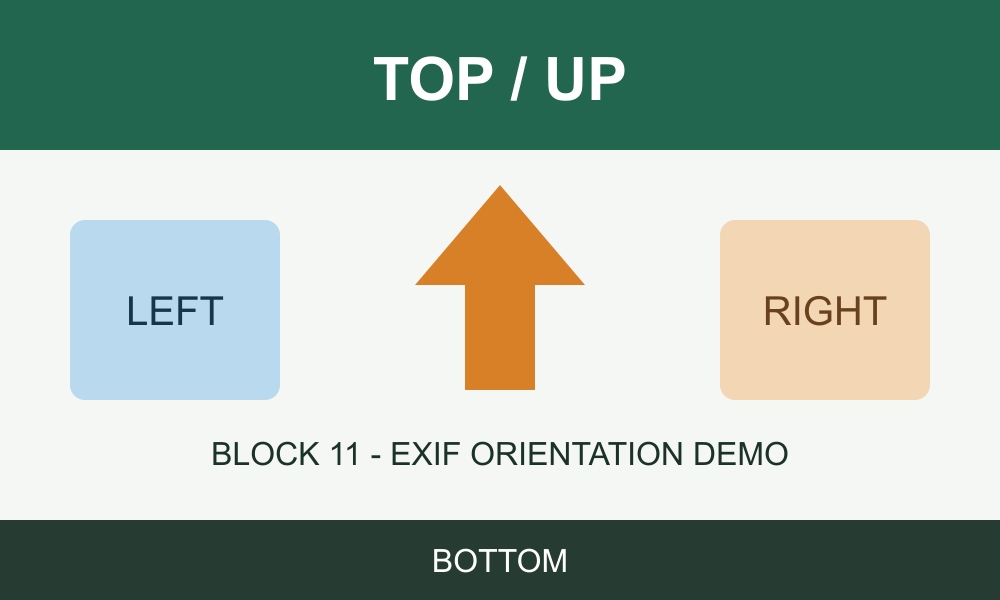 TOP / UP
LEFT
RIGHT
BLOCK 11 - EXIF ORIENTATION DEMO
BOTTOM